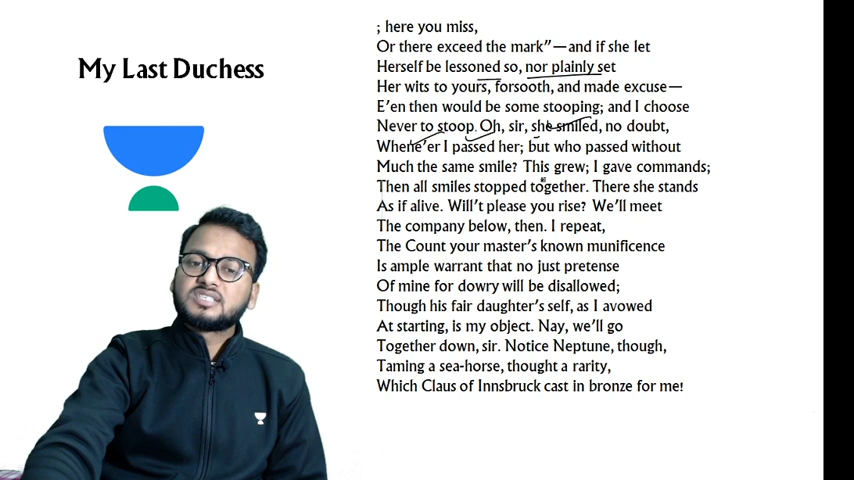 My Last Duchess
; here you miss,
Or there exceed the mark”—and if she let
Herself be lessoned so, nor plainly set
Her wits to yours, forsooth, and made excuse—
E’en then would be some stooping; and I choose
Never to stoop. Oh, sir, she smiled, no doubt,
Whene’er I passed her; but who passed without
Much the same smile? This grew; I gave commands;
Then all smiles stopped together. There she stands
As if alive. Will’t please you rise? We’ll meet
The company below, then. I repeat,
The Count your master’s known munificence
Is ample warrant that no just pretense
Of mine for dowry will be disallowed;
Though his fair daughter’s self, as I avowed
At starting, is my object. Nay, we’ll go
Together down, sir. Notice Neptune, though,
Taming a sea-horse, thought a rarity,
Which Claus of Innsbruck cast in bronze for me!